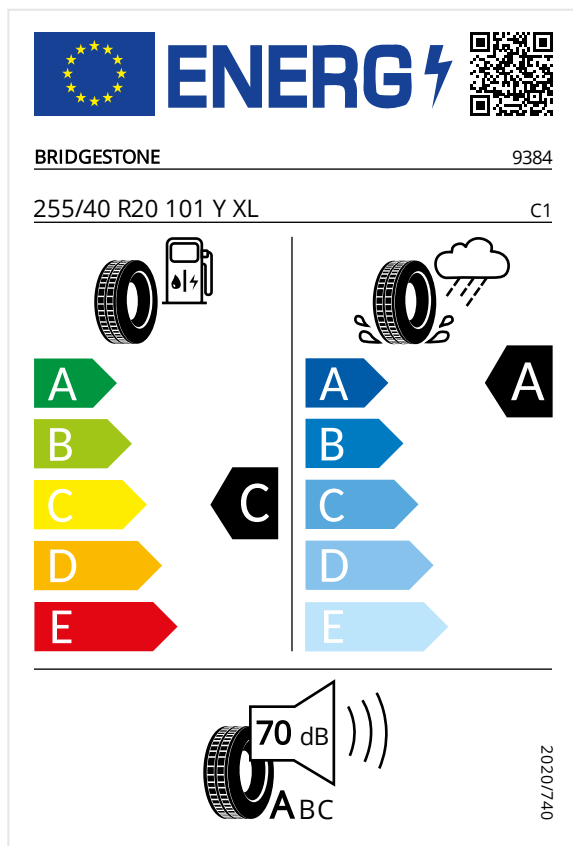 ENERG
BRIDGESTONE 9384
255/40 R20 101 Y XL C1
A A A
B B
C C C
D D
E E
70 dB
ABC
2020/740